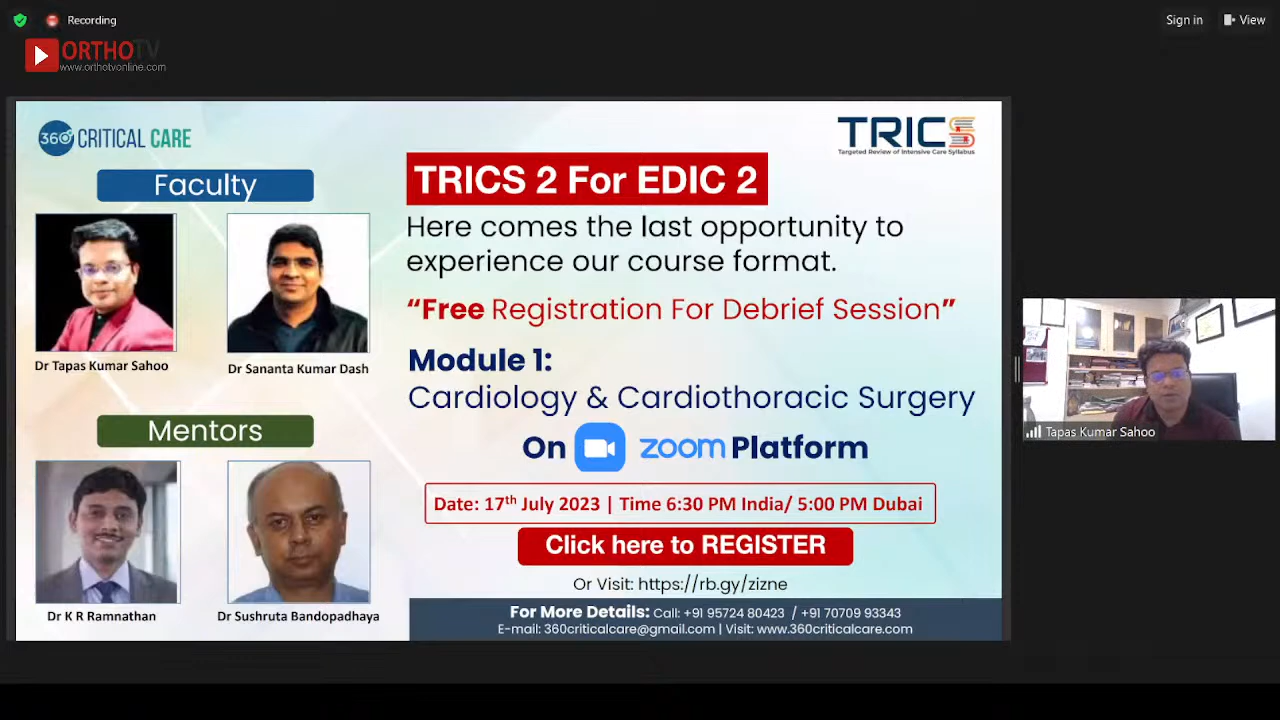 Recording
Sign in
View
ORTHOTV
www.orthotvonline.com
360 CRITICAL CARE
TRICS
Targeted Review of Intensive Care Syllabus
Faculty
Dr Tapas Kumar Sahoo
Dr Sananta Kumar Dash
Mentors
Dr K R Ramnathan
Dr Sushruta Bandopadhaya
TRICS 2 For EDIC 2
Here comes the last opportunity to
experience our course format.
“Free Registration For Debrief Session”
Module 1:
Cardiology & Cardiothoracic Surgery
On zoom Platform
Date: 17th July 2023 | Time 6:30 PM India/ 5:00 PM Dubai
Click here to REGISTER
Or Visit: https://rb.gy/zizne
For More Details: Call: +91 95724 80423 / +91 70709 93343
E-mail: 360criticalcare@gmail.com | Visit: www.360criticalcare.com
Tapas Kumar Sahoo